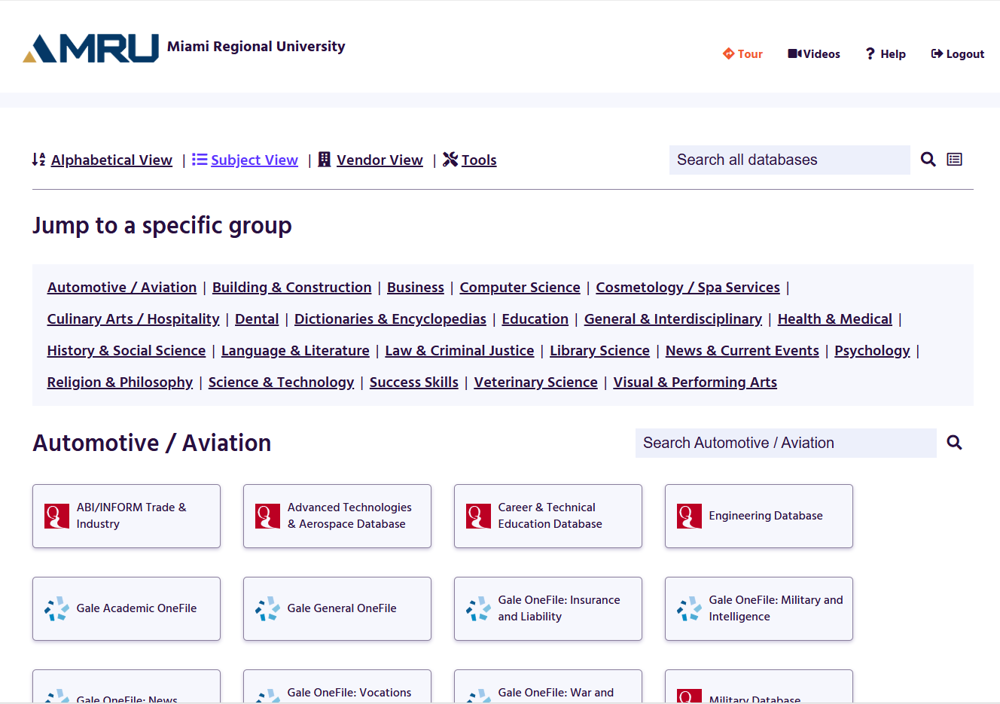 MRU Miami Regional University
Tour Videos ? Help Logout
Alphabetical View | Subject View | Vendor View | Tools
Search all databases
Jump to a specific group
Automotive / Aviation | Building & Construction | Business | Computer Science | Cosmetology / Spa Services |
Culinary Arts / Hospitality | Dental | Dictionaries & Encyclopedias | Education | General & Interdisciplinary | Health & Medical |
History & Social Science | Language & Literature | Law & Criminal Justice | Library Science | News & Current Events | Psychology |
Religion & Philosophy | Science & Technology | Success Skills | Veterinary Science | Visual & Performing Arts
Automotive / Aviation
Search Automotive / Aviation
ABI/INFORM Trade &
Industry
Advanced Technologies
& Aerospace Database
Career & Technical
Education Database
Engineering Database
Gale Academic OneFile
Gale General OneFile
Gale OneFile: Insurance
and Liability
Gale OneFile: Military and
Intelligence
Gale OneFile: News
Gale OneFile: Vocations
Gale OneFile: War and
Military Database